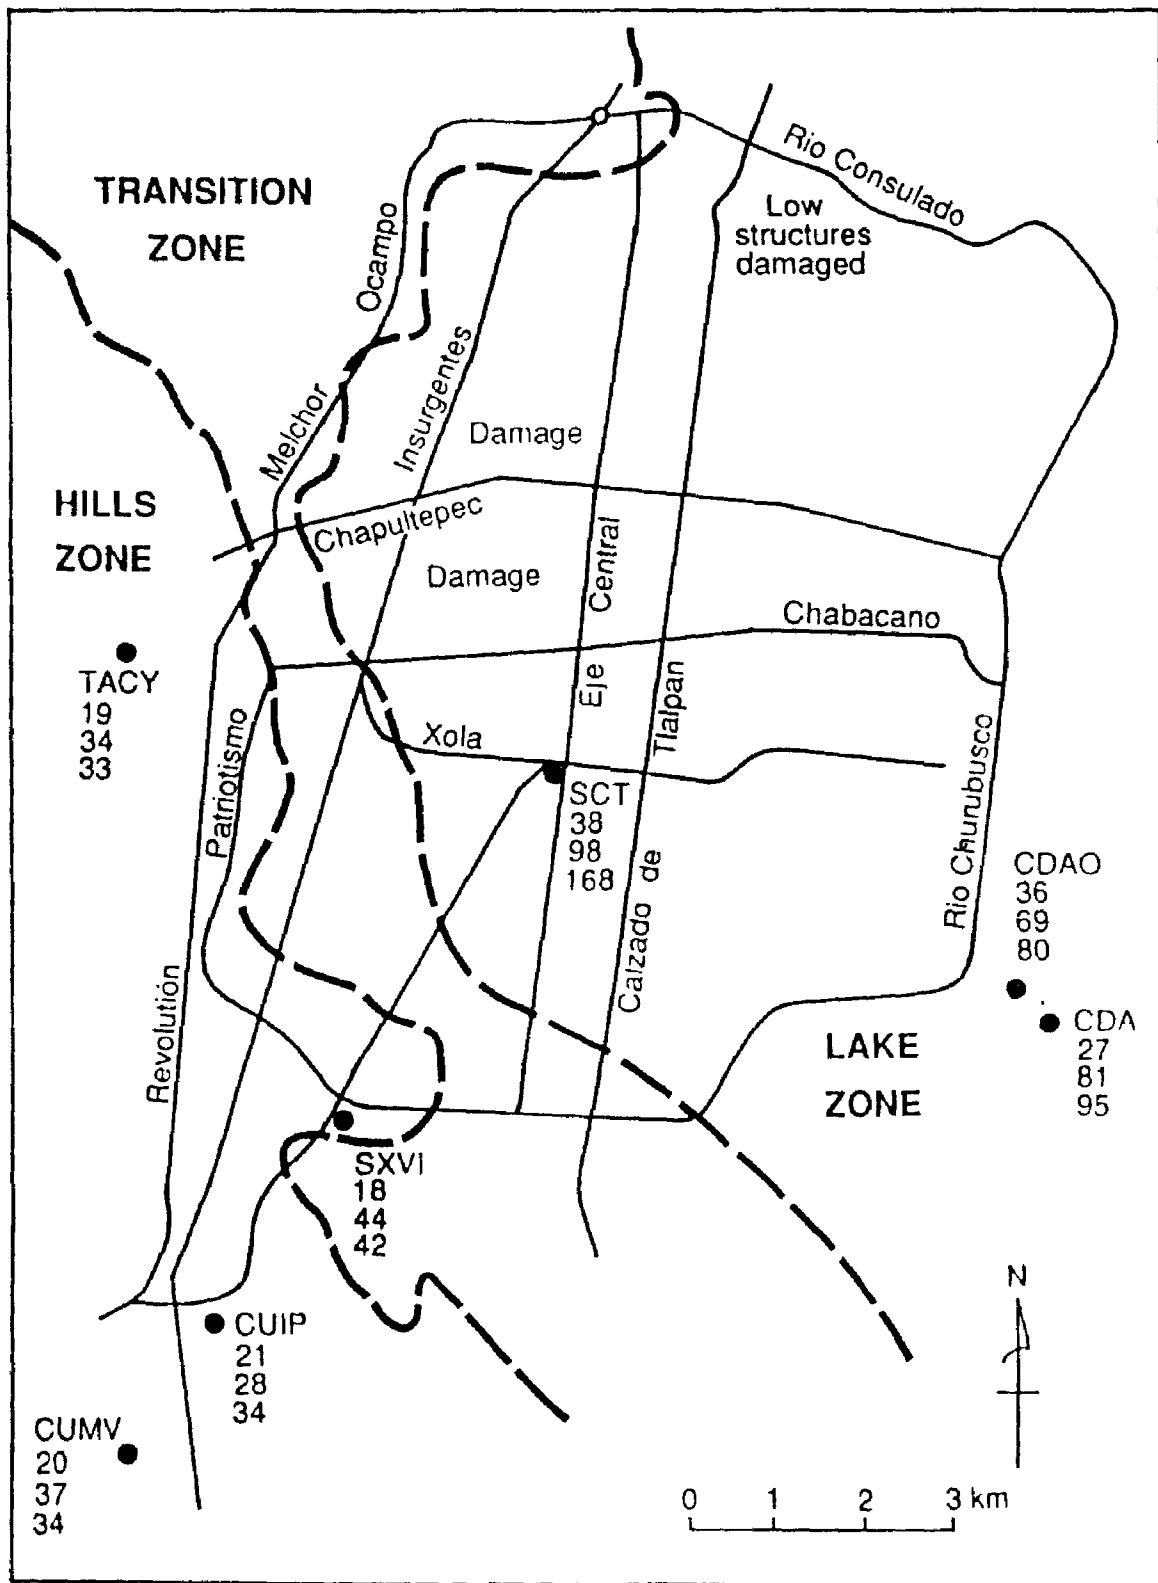 Rio Consulado
TRANSITION
ZONE
Low
structures
damaged
Ocampo
Insurgentes
Melchor
Damage
HILLS
ZONE
Chapultepec
Damage
Central
Eje
Chabacano
TACY
19
34
33
Patriotismo
Xola
Tlalpan
Calzado de
SCT
38
98
168
Rio Churubusco
CDAO
36
69
80
Revolutión
LAKE
ZONE
CDA
27
81
95
SXVI
18
44
42
CUIP
21
28
34
N
CUMV
20
37
34
0 1 2 3 km